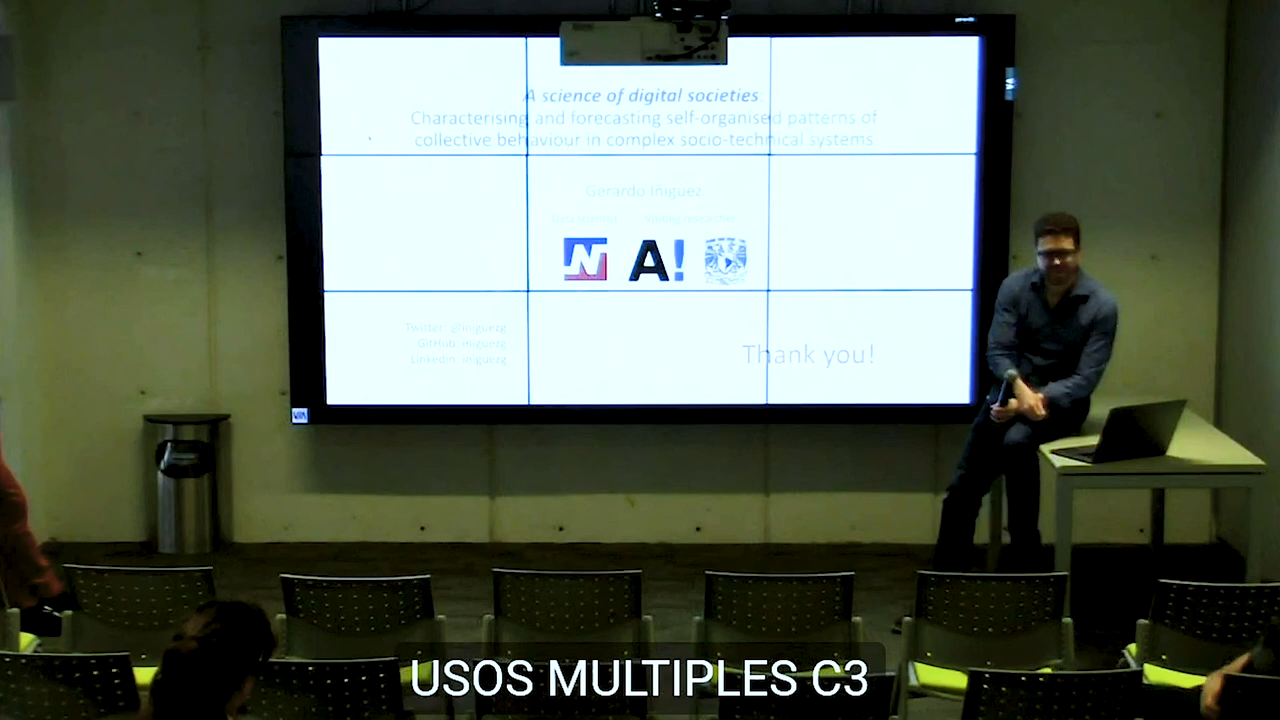 A science of digital societies:
Characterising and forecasting self-organised patterns of
collective behaviour in complex socio-technical systems
Gerardo Iñiguez
A!
Twitter: @iniguezg
GitHub: iniguezg
LinkedIn: iniguezg
Thank you!
USOS MULTIPLES C3